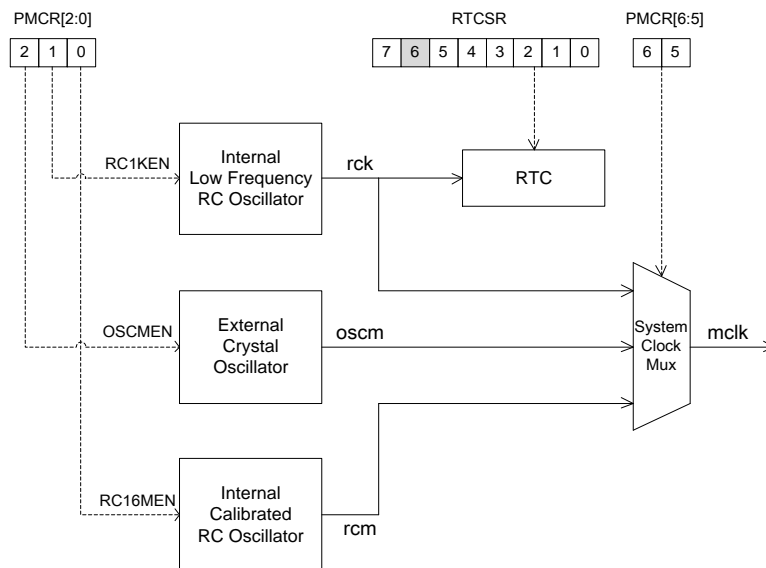 PMCR[2:0]
RTCSR
PMCR[6:5]
2 1 0
7 6 5 4 3 2 1 0
6 5
RC1KEN
Internal
Low Frequency
RC Oscillator
rck
RTC
OSCMEN
External
Crystal
Oscillator
oscm
System
Clock
Mux
mclk
RC16MEN
Internal
Calibrated
RC Oscillator
rcm